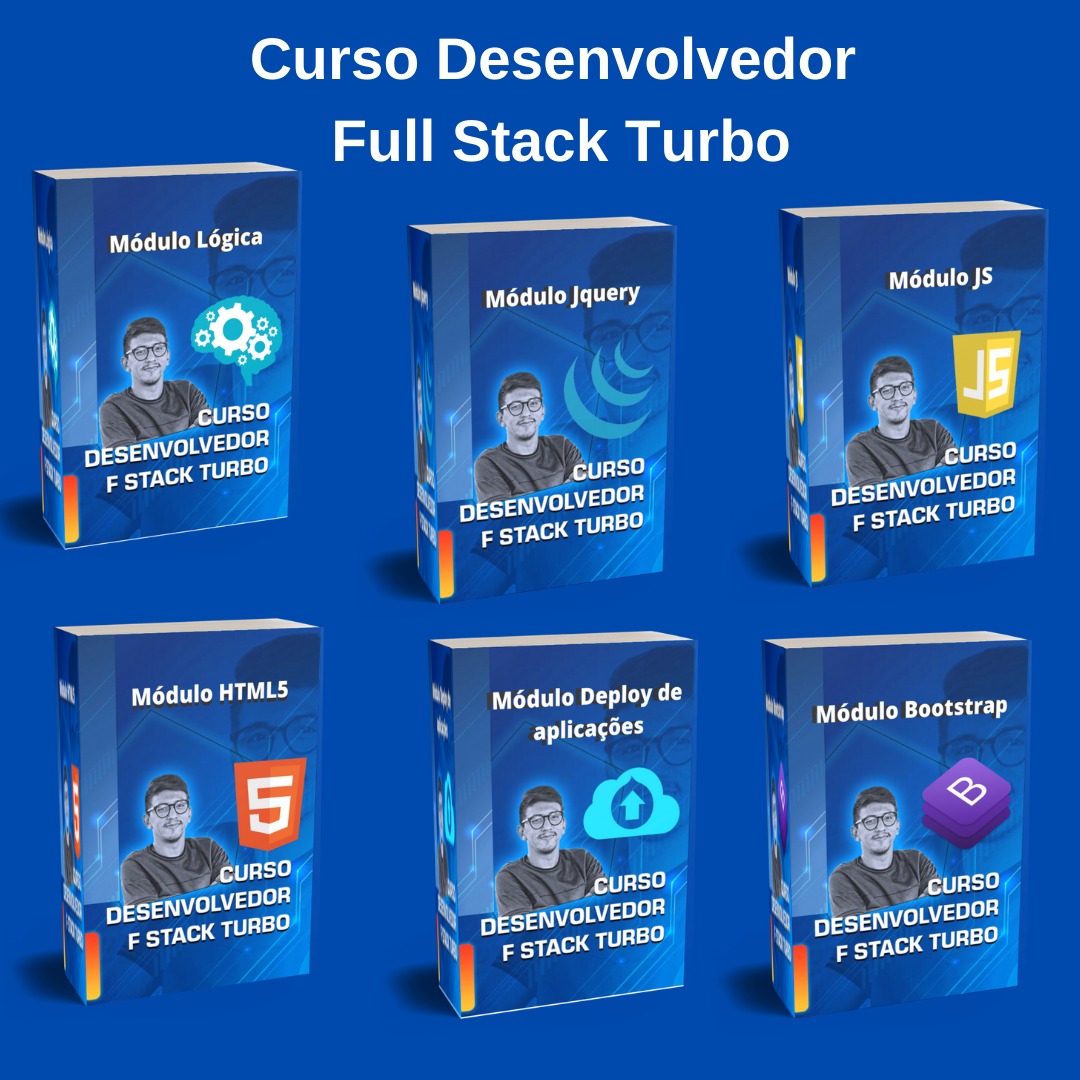 Curso Desenvolvedor
Full Stack Turbo
Módulo Lógica
CURSO
DESENVOLVEDOR
F STACK TURBO
Módulo Jquery
CURSO
DESENVOLVEDOR
F STACK TURBO
Módulo JS
JS
CURSO
DESENVOLVEDOR
F STACK TURBO
Módulo HTML5
5
CURSO
DESENVOLVEDOR
F STACK TURBO
Módulo Deploy de
aplicações
CURSO
DESENVOLVEDOR
F STACK TURBO
Módulo Bootstrap
B
CURSO
DESENVOLVEDOR
F STACK TURBO